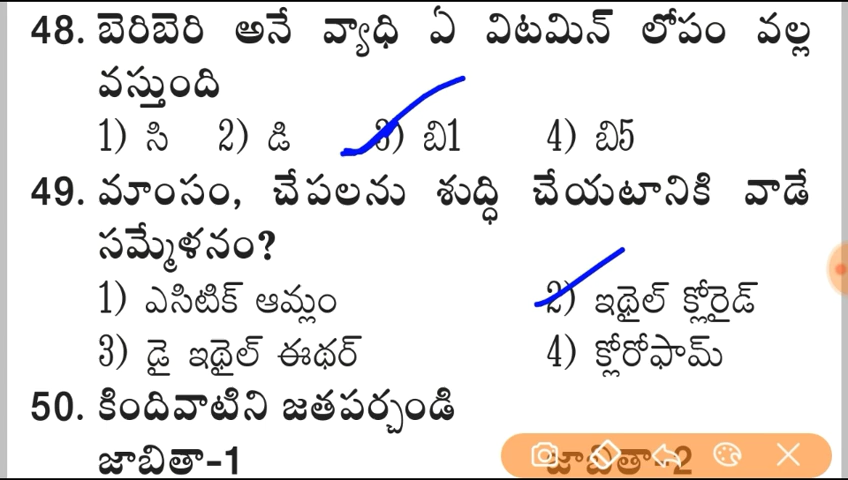 48. బెరిబెరి అనే వ్యాధి ఏ విటమిన్ లోపం వల్ల
వస్తుంది
1) సి 2) డి 3) బి1 4) బి5
49. మాంసం, చేపలను శుద్ధి చేయటానికి వాడే
సమ్మేళనం?
1) ఎసిటిక్ ఆమ్లం 2) ఇథైల్ క్లోరైడ్
3) డై ఇథైల్ ఈథర్ 4) క్లోరోఫామ్
50. కిందివాటిని జతపర్చండి
జాబితా-1 జాబితా-2